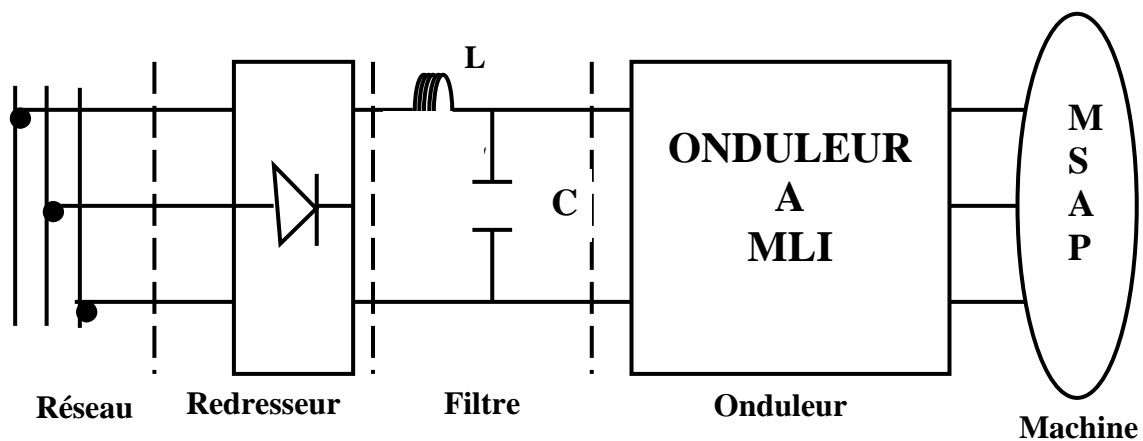 L
C
ONDULEUR
A
MLI
M
S
A
P
Réseau
Redresseur
Filtre
Onduleur
Machine